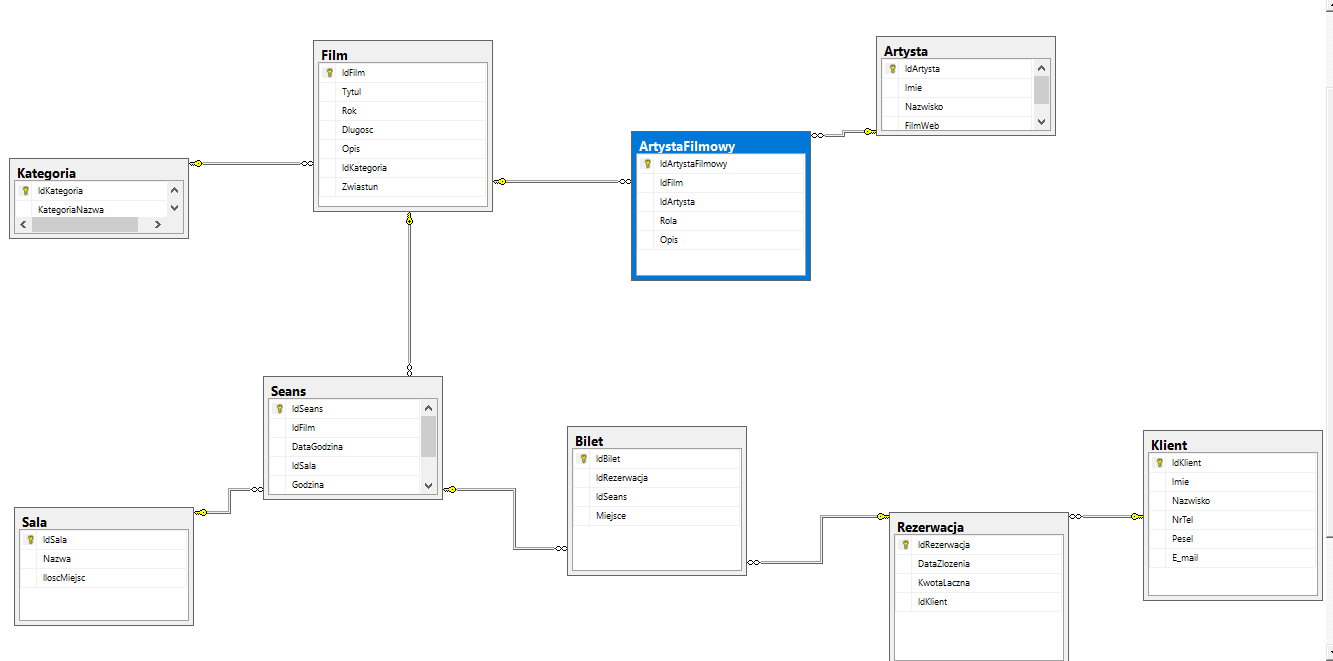 Film
IdFilm
Tytul
Rok
Dlugosc
Opis
IdKategoria
Zwiastun
Artysta
IdArtysta
Imie
Nazwisko
FilmWeb
ArtystaFilmowy
IdArtystaFilmowy
IdFilm
IdArtysta
Rola
Opis
Kategoria
IdKategoria
KategoriaNazwa
Seans
IdSeans
IdFilm
DataGodzina
IdSala
Godzina
Bilet
IdBilet
IdRezerwacja
IdSeans
Miejsce
Klient
IdKlient
Imie
Nazwisko
NrTel
Pesel
E_mail
Sala
IdSala
Nazwa
IloscMiejsc
Rezerwacja
IdRezerwacja
DataZlozenia
KwotaLaczna
IdKlient